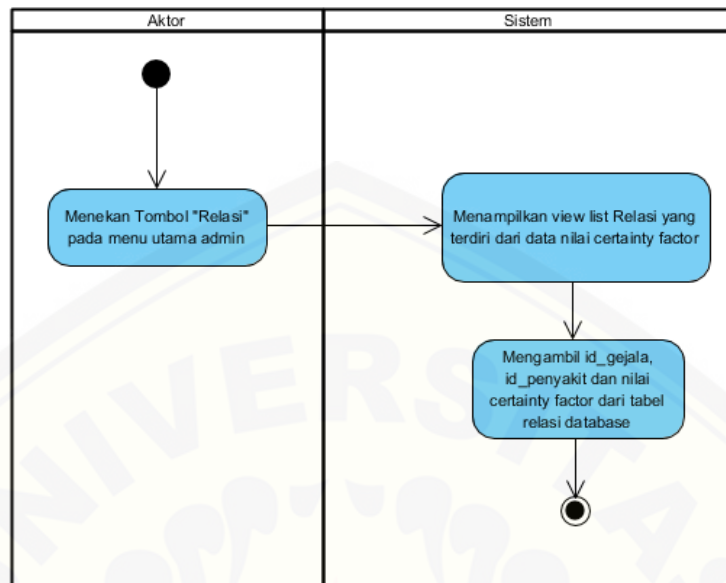 Aktor
Sistem
Menekan Tombol "Relasi"
pada menu utama admin
Menampilkan view list Relasi yang
terdiri dari data nilai certainty factor
Mengambil id_gejala,
id_penyakit dan nilai
certainty factor dari tabel
relasi database
UNIVERSITA